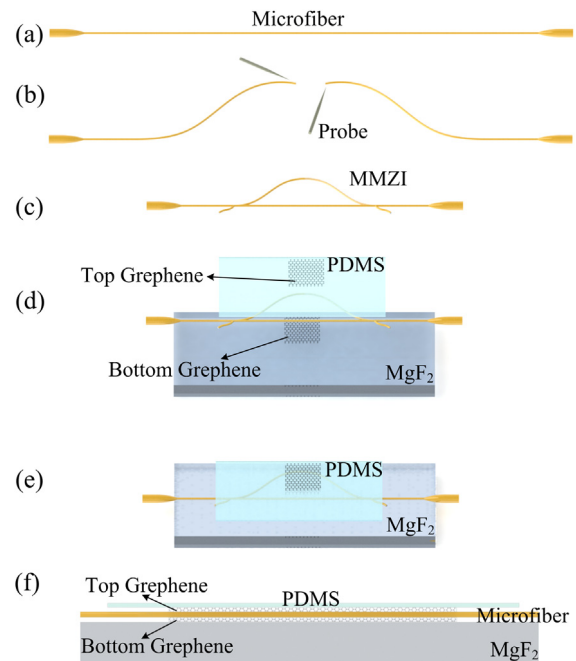 (a)
Microfiber
(b)
Probe
(c)
MMZI
(d)
PDMS
Top Grephene
Bottom Grephene
MgF₂
(e)
PDMS
MgF₂
(f)
Top Grephene
PDMS
Microfiber
Bottom Grephene
MgF₂